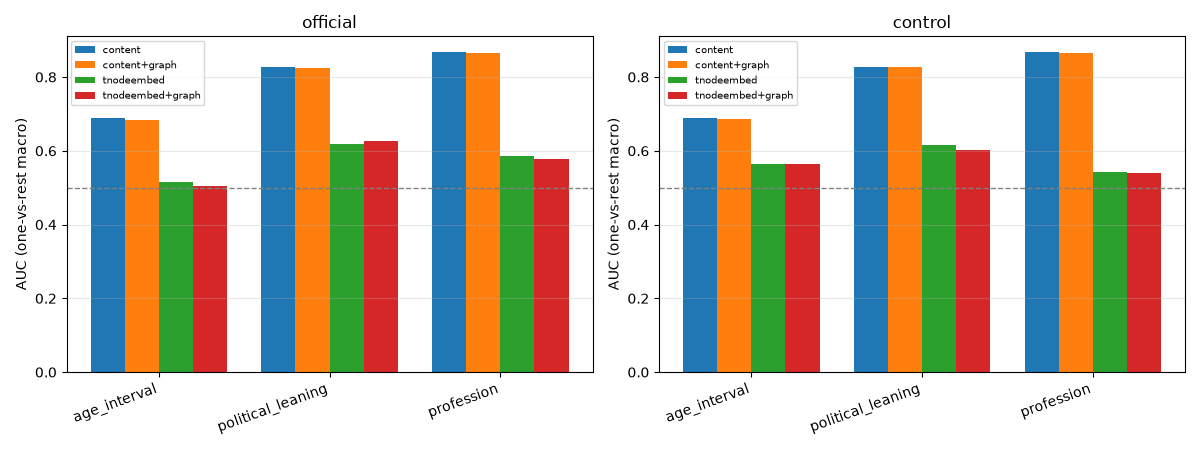 official
AUC (one-vs-rest macro)
0.8
0.6
0.4
0.2
0.0
content
content+graph
tnodeembed
tnodeembed+graph
age_interval
political_leaning
profession
control
AUC (one-vs-rest macro)
0.8
0.6
0.4
0.2
0.0
content
content+graph
tnodeembed
tnodeembed+graph
age_interval
political_leaning
profession